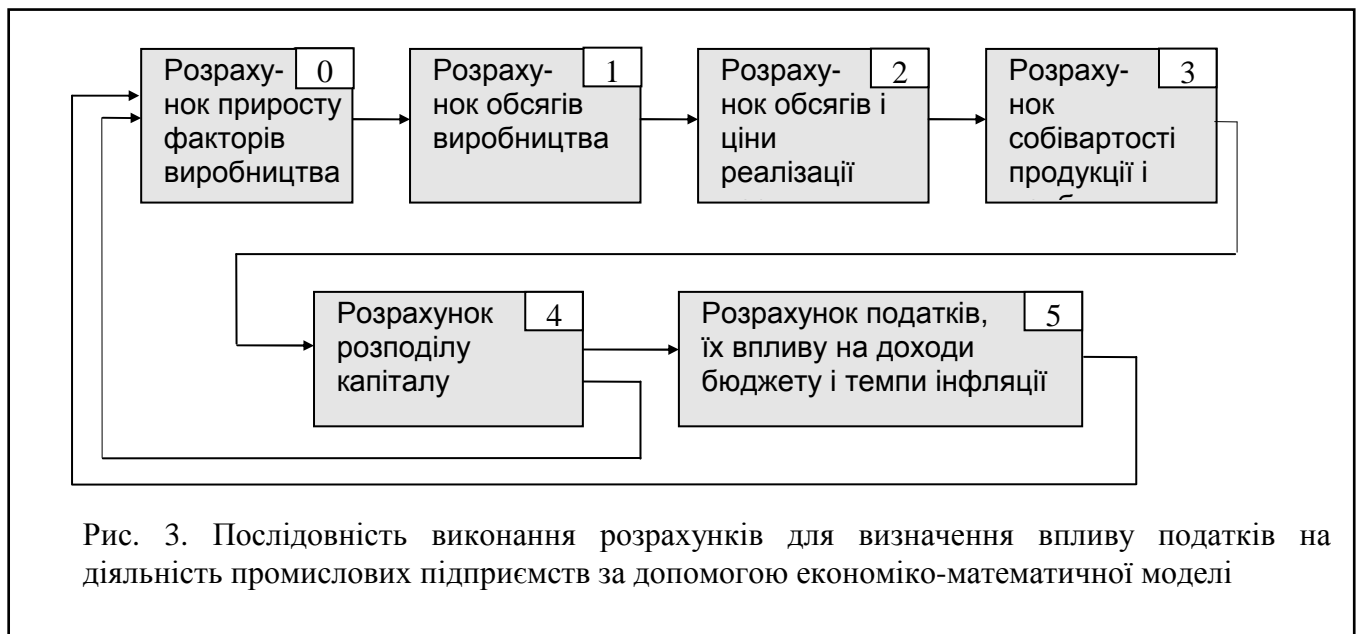 Розраху-
нок приросту
факторів
виробництва
0
Розраху-
нок обсягів
виробництва
1
Розраху-
нок обсягів і
ціни
реалізації
2
Розраху-
нок
собівартості
продукції і
3
Розрахунок
розподілу
капіталу
4
Розрахунок податків,
їх впливу на доходи
бюджету і темпи інфляції
5
Рис. 3. Послідовність виконання розрахунків для визначення впливу податків на
діяльність промислових підприємств за допомогою економіко-математичної моделі